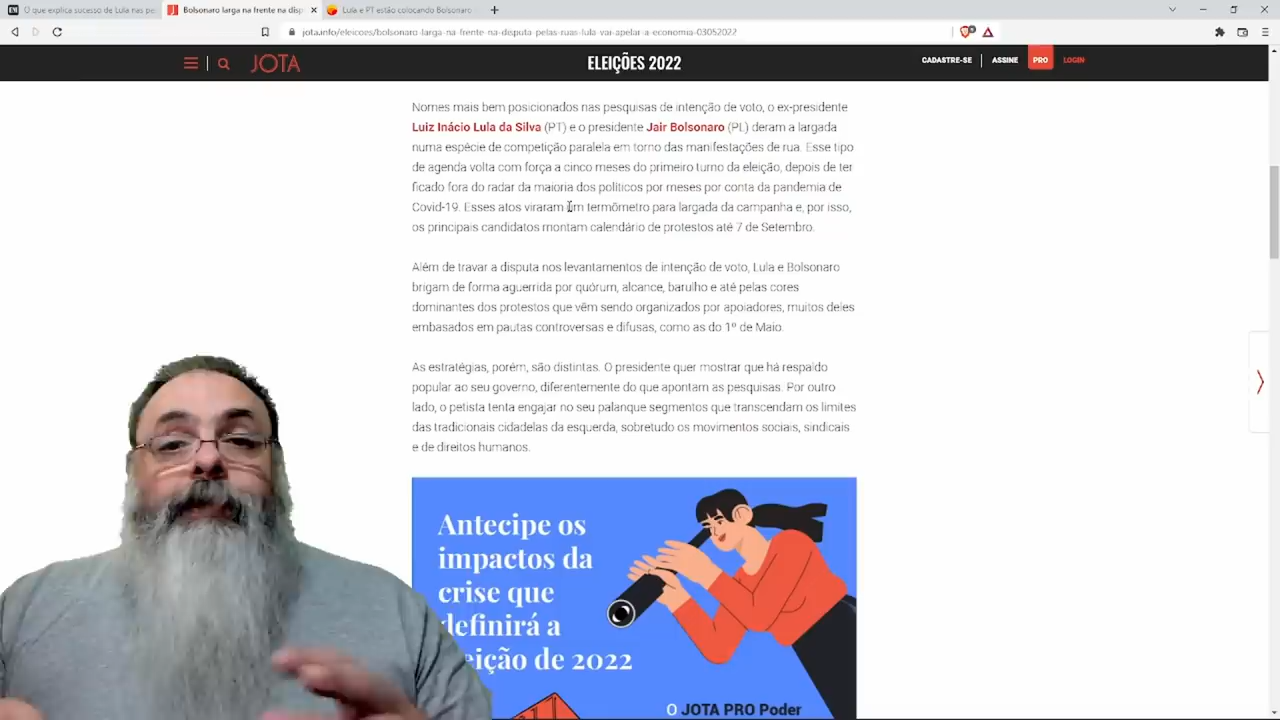 O que explica sucesso de Lula nas pe
Bolsonaro larga na frente na disp
Lula e PT estão colocando Bolsonaro
jota.info/eleicoes/bolsonaro-larga-na-frente-na-disputa-pelas-ruas-lula-vai-apelar-a-economia-03052022
JOTA
ELEIÇÕES 2022
CADASTRE-SE
ASSINE
PRO
LOGIN
Nomes mais bem posicionados nas pesquisas de intenção de voto, o ex-presidente
Luiz Inácio Lula da Silva (PT) e o presidente Jair Bolsonaro (PL) deram a largada
numa espécie de competição paralela em torno das manifestações de rua. Esse tipo
de agenda volta com força a cinco meses do primeiro turno da eleição, depois de ter
ficado fora do radar da maioria dos políticos por meses por conta da pandemia de
Covid-19. Esses atos viraram um termômetro para largada da campanha e, por isso,
os principais candidatos montam calendário de protestos até 7 de Setembro.
Além de travar a disputa nos levantamentos de intenção de voto, Lula e Bolsonaro
brigam de forma aguerrida por quórum, alcance, barulho e até pelas cores
dominantes dos protestos que vêm sendo organizados por apoiadores, muitos deles
embasados em pautas controversas e difusas, como as do 1º de Maio.
As estratégias, porém, são distintas. O presidente quer mostrar que há respaldo
popular ao seu governo, diferentemente do que apontam as pesquisas. Por outro
lado, o petista tenta engajar no seu palanque segmentos que transcendam os limites
das tradicionais cidadelas da esquerda, sobretudo os movimentos sociais, sindicais
e de direitos humanos.
Antecipe os
impactos da
crise que
definirá a
eição de 2022
O JOTA PRO Poder